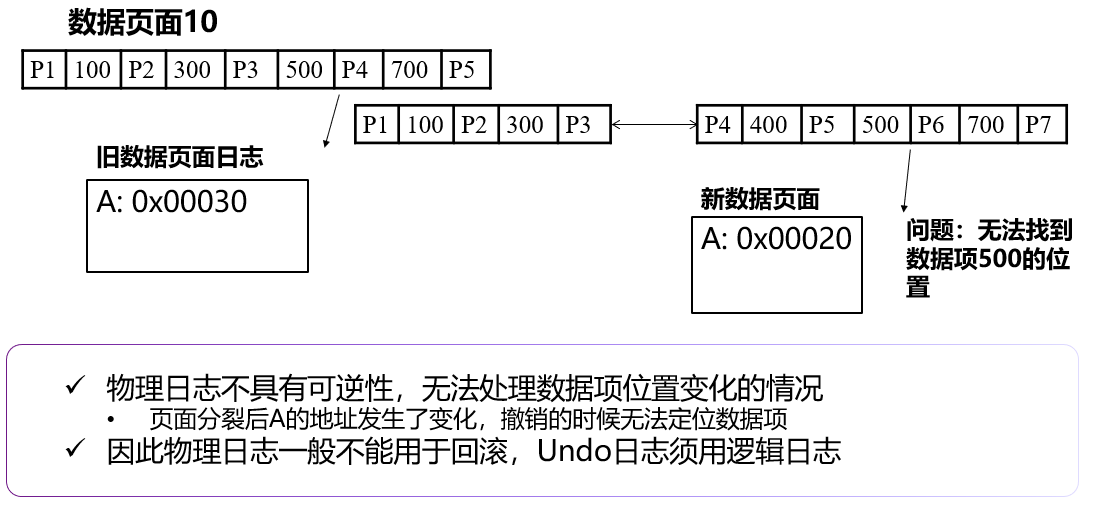 数据页面10
P1 100 P2 300 P3 500 P4 700 P5
P1 100 P2 300 P3
P4 400 P5 500 P6 700 P7
旧数据页面日志
A: 0x00030
新数据页面
A: 0x00020
问题：无法找到
数据项500的位
置
✓ 物理日志不具有可逆性，无法处理数据项位置变化的情况
• 页面分裂后A的地址发生了变化，撤销的时候无法定位数据项
✓ 因此物理日志一般不能用于回滚，Undo日志须用逻辑日志